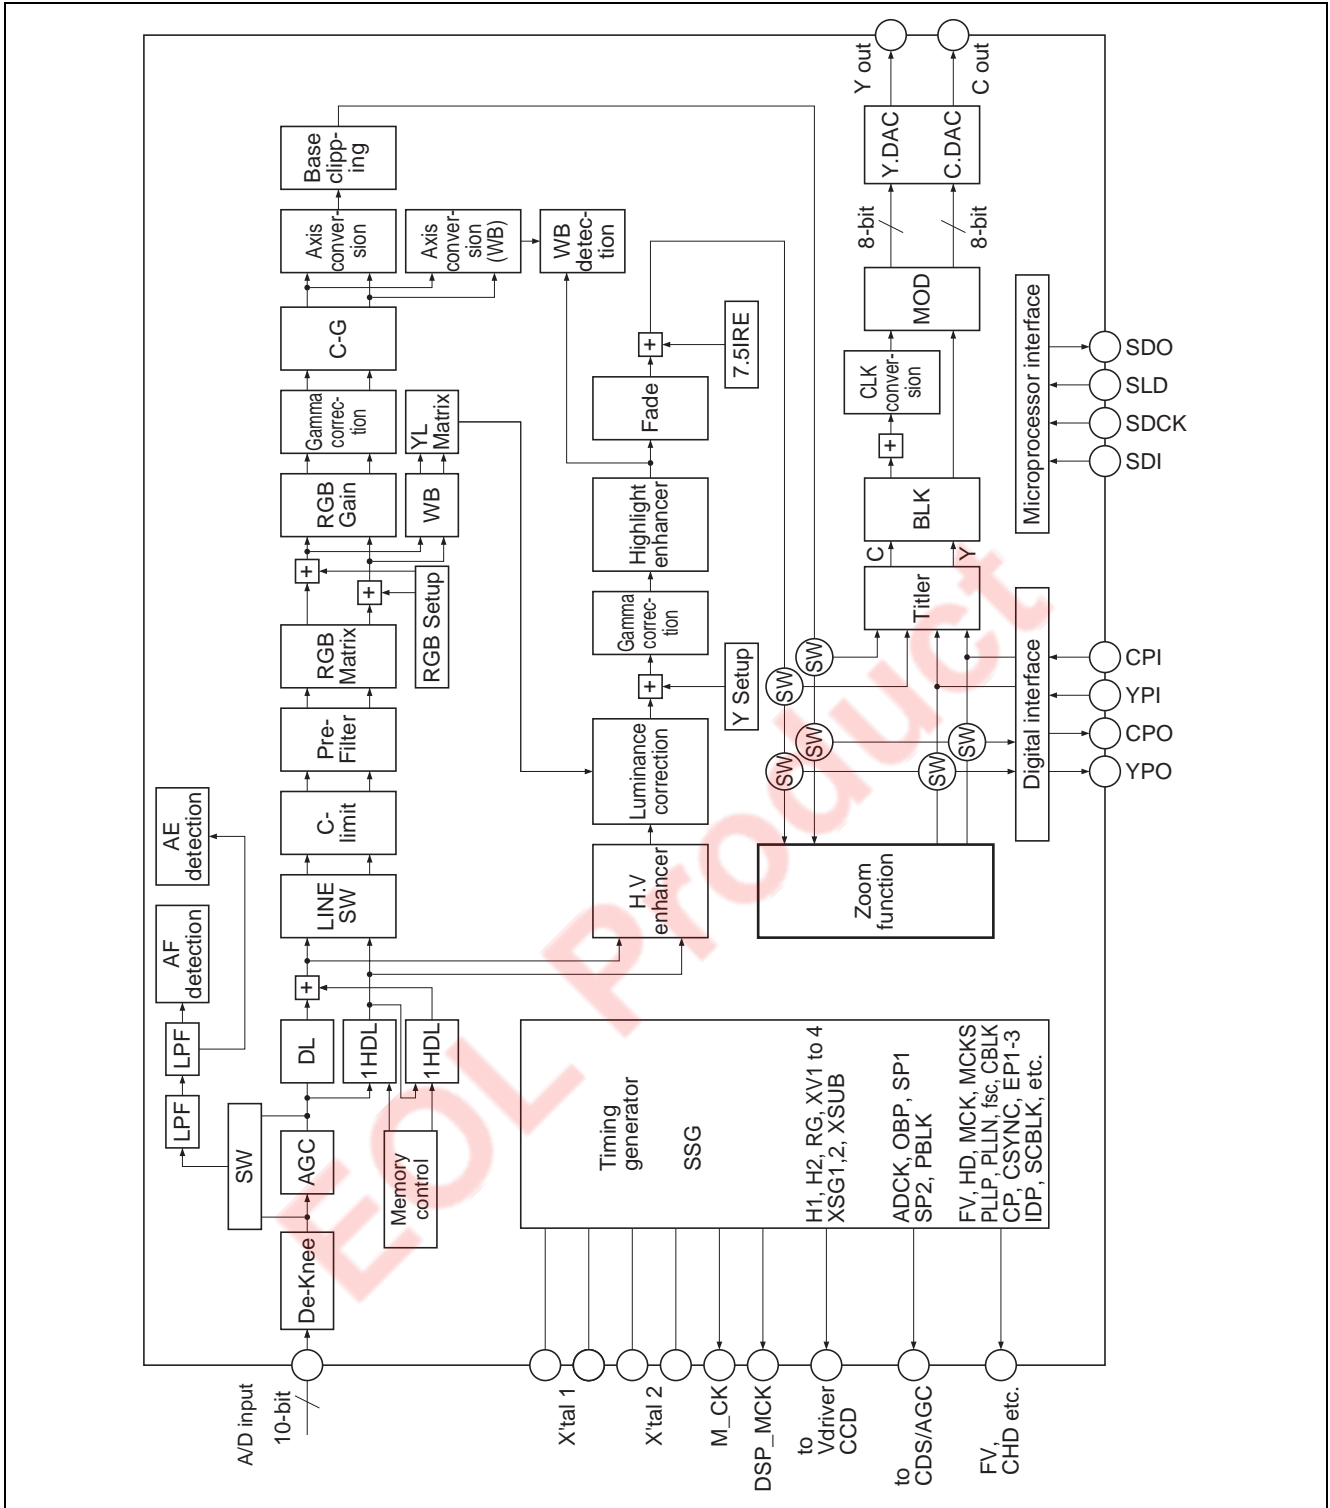 A/D input
10-bit
De-Knee
SW
AGC
LPF
LPF
AF
detection
AE
detection
DL
1HDL
1HDL
Memory
control
LINE
SW
C-
limit
Pre-
Filter
RGB
Matrix
RGB Setup
+
+
RGB
Gain
WB
YL
Matrix
Gamma
correc-
tion
C-G
Axis
conver-
sion
Axis
conver-
sion
(WB)
Base
clipp-
ing
WB
detec-
tion
+
H.V
enhancer
Luminance
correction
+
Y Setup
Gamma
correc-
tion
Highlight
enhancer
Fade
+
7.5IRE
Zoom
function
SW
SW
SW
SW
SW
SW
Titler
C
Y
BLK
+
CLK
conver-
sion
MOD
8-bit
8-bit
Y.DAC
C.DAC
Y out
C out
Digital interface
YPO
CPO
YPI
CPI
Microprocessor interface
SDI
SDCK
SLD
SDO
Timing
generator
SSG
H1, H2, RG, XV1 to 4
XSG1,2, XSUB
ADCK, OBP, SP1
SP2, PBLK
FV, HD, MCK, MCKS
PLLP, PLLN, fsc, CBLK
CP, CSYNC, EP1-3
IDP, SCBLK, etc.
X'tal 1
X'tal 2
M_CK
DSP_MCK
to
Vdriver
CCD
to
CDS/AGC
FV,
CHD etc.
EOL Product